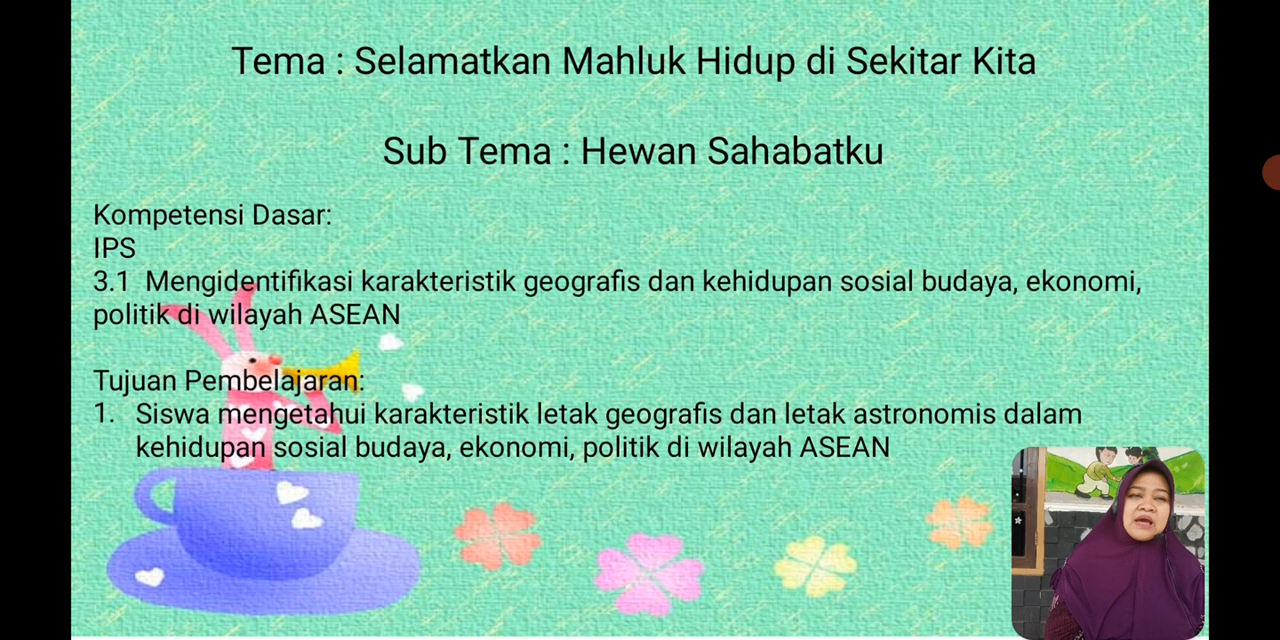 Tema : Selamatkan Mahluk Hidup di Sekitar Kita
Sub Tema : Hewan Sahabatku
Kompetensi Dasar:
IPS
3.1 Mengidentifikasi karakteristik geografis dan kehidupan sosial budaya, ekonomi,
politik di wilayah ASEAN
Tujuan Pembelajaran:
1. Siswa mengetahui karakteristik letak geografis dan letak astronomis dalam
kehidupan sosial budaya, ekonomi, politik di wilayah ASEAN